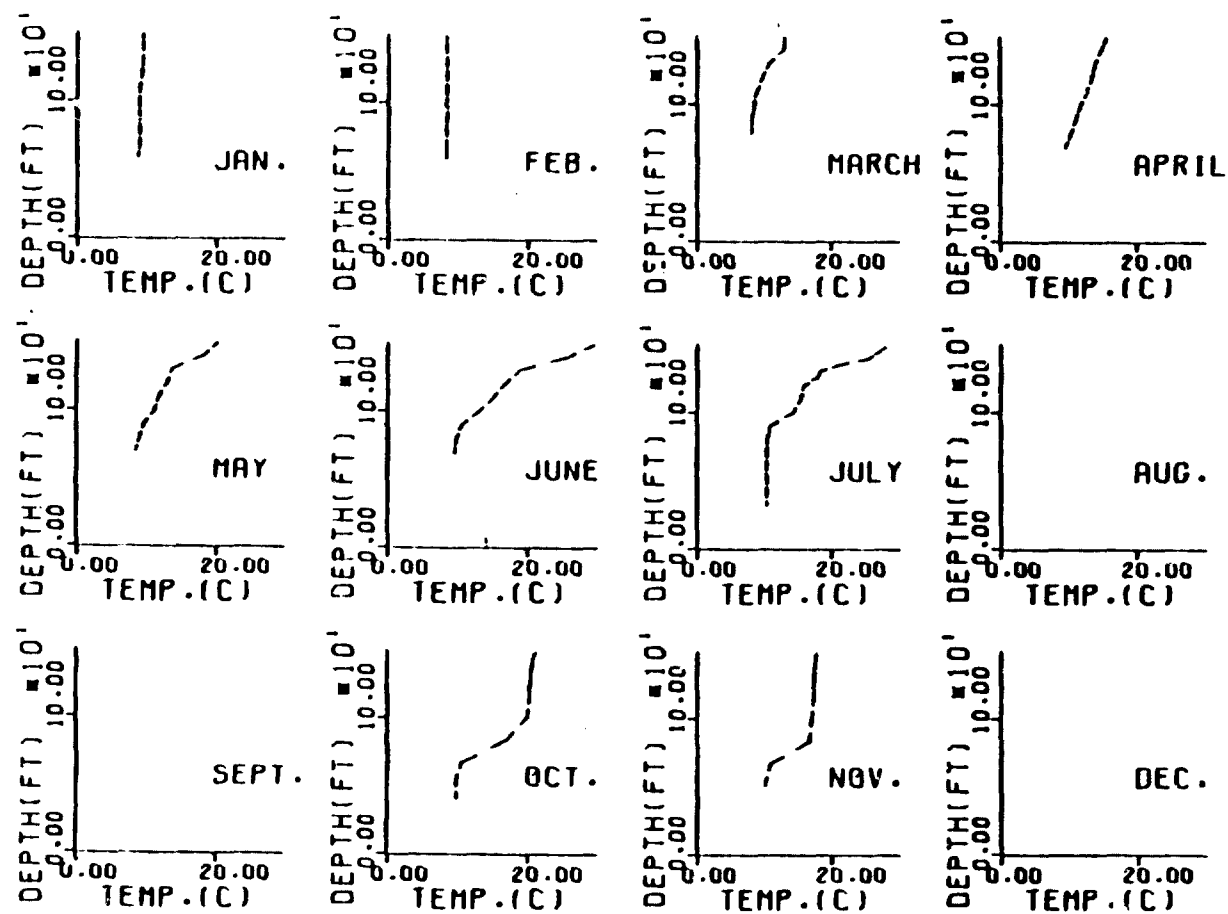 DEPTH(FT) ×10¹
10.00
0.00
JAN.
0.00 20.00
TEMP.(C)
DEPTH(FT) ×10¹
10.00
0.00
FEB.
0.00 20.00
TEMP.(C)
DEPTH(FT) ×10¹
10.00
0.00
MARCH
0.00 20.00
TEMP.(C)
DEPTH(FT) ×10¹
10.00
0.00
APRIL
0.00 20.00
TEMP.(C)
DEPTH(FT) ×10¹
10.00
0.00
MAY
0.00 20.00
TEMP.(C)
DEPTH(FT) ×10¹
10.00
0.00
JUNE
0.00 20.00
TEMP.(C)
DEPTH(FT) ×10¹
10.00
0.00
JULY
0.00 20.00
TEMP.(C)
DEPTH(FT) ×10¹
10.00
0.00
AUG.
0.00 20.00
TEMP.(C)
DEPTH(FT) ×10¹
10.00
0.00
SEPT.
0.00 20.00
TEMP.(C)
DEPTH(FT) ×10¹
10.00
0.00
OCT.
0.00 20.00
TEMP.(C)
DEPTH(FT) ×10¹
10.00
0.00
NOV.
0.00 20.00
TEMP.(C)
DEPTH(FT) ×10¹
10.00
0.00
DEC.
0.00 20.00
TEMP.(C)